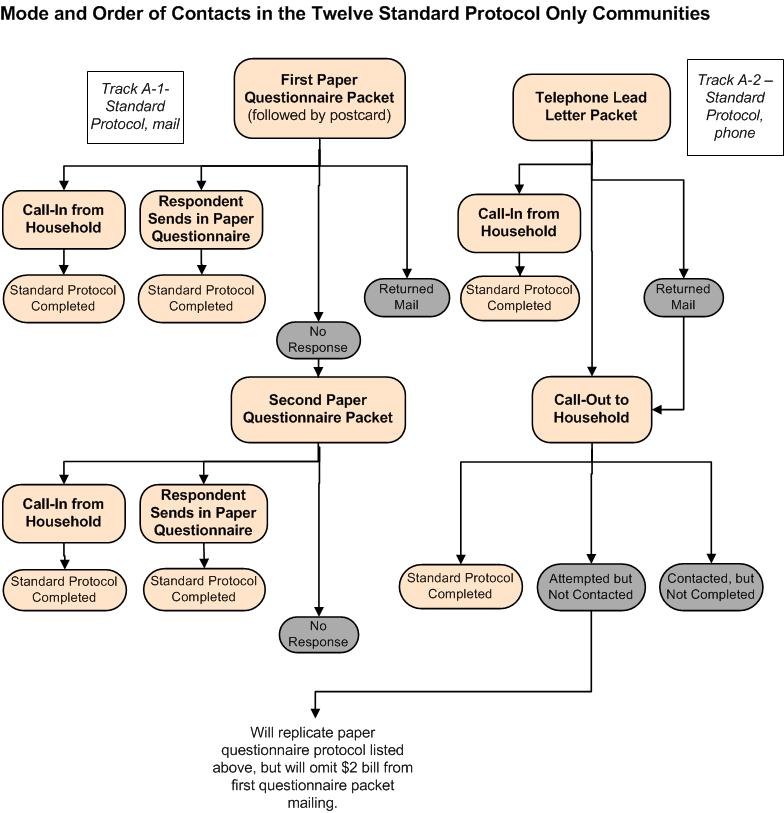 Mode and Order of Contacts in the Twelve Standard Protocol Only Communities
Track A-1-
Standard
Protocol, mail
First Paper
Questionnaire Packet
(followed by postcard)
Call-In from
Household
Respondent
Sends in Paper
Questionnaire
Standard Protocol
Completed
Standard Protocol
Completed
Returned
Mail
No
Response
Second Paper
Questionnaire Packet
Call-In from
Household
Respondent
Sends in Paper
Questionnaire
Standard Protocol
Completed
Standard Protocol
Completed
No
Response
Telephone Lead
Letter Packet
Track A-2 –
Standard
Protocol,
phone
Call-In from
Household
Standard Protocol
Completed
Returned
Mail
Call-Out to
Household
Standard Protocol
Completed
Attempted but
Not Contacted
Contacted, but
Not Completed
Will replicate paper
questionnaire protocol listed
above, but will omit $2 bill from
first questionnaire packet
mailing.